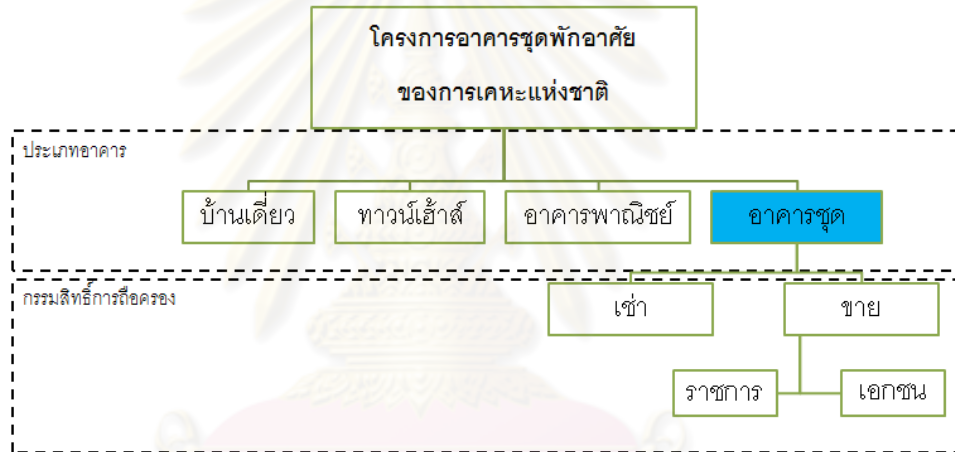 โครงการอาคารชุดพักอาศัย
ของการเคหะแห่งชาติ
ประเภทอาคาร
บ้านเดี่ยว
ทาวน์เฮ้าส์
อาคารพาณิชย์
อาคารชุด
กรรมสิทธิ์การถือครอง
เช่า
ขาย
ราชการ
เอกชน